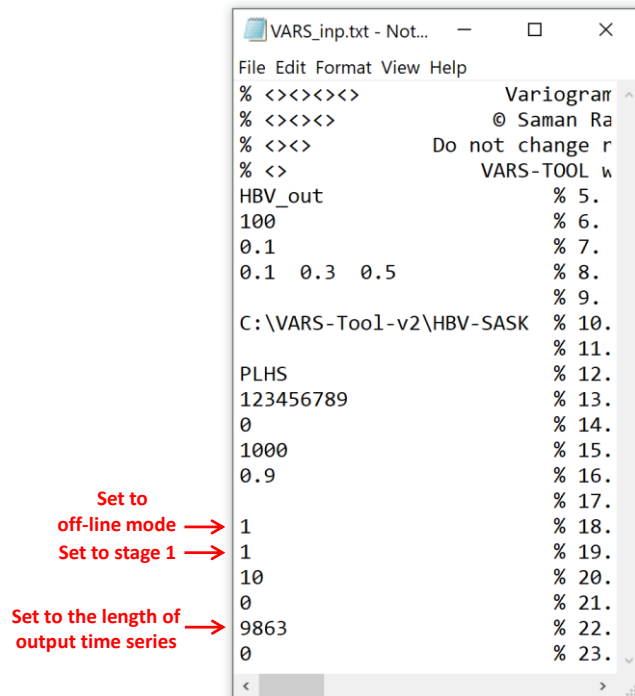 VARS_inp.txt - Not...
File Edit Format View Help
% <><><><> Variogram
% <><><> © Saman Ra
% <><> Do not change r
% <> VARS-TOOL w
HBV_out % 5.
100 % 6.
0.1 % 7.
0.1 0.3 0.5 % 8.
% 9.
C:\VARS-Tool-v2\HBV-SASK % 10.
% 11.
PLHS % 12.
123456789 % 13.
0 % 14.
1000 % 15.
0.9 % 16.
% 17.
Set to
off-line mode
1 % 18.
Set to stage 1
1 % 19.
10 % 20.
0 % 21.
Set to the length of
output time series
9863 % 22.
0 % 23.